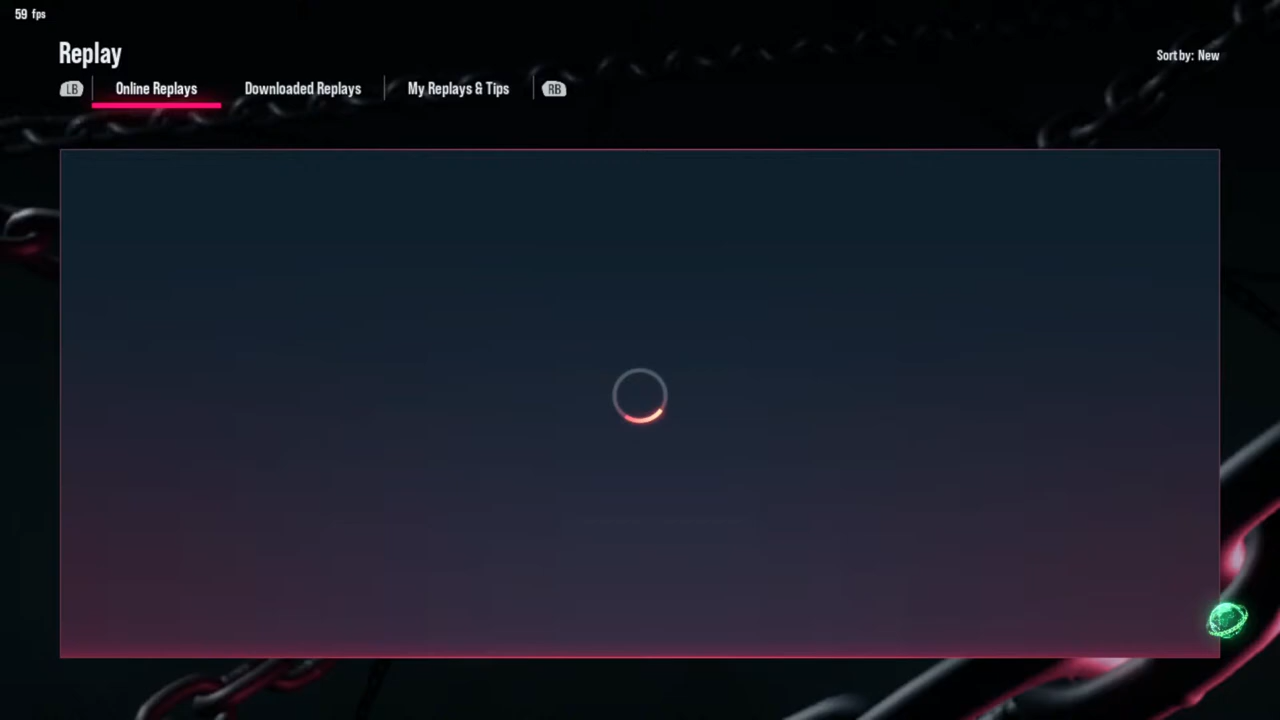 59 fps
Replay
Sort by: New
LB
Online Replays
Downloaded Replays
My Replays & Tips
RB